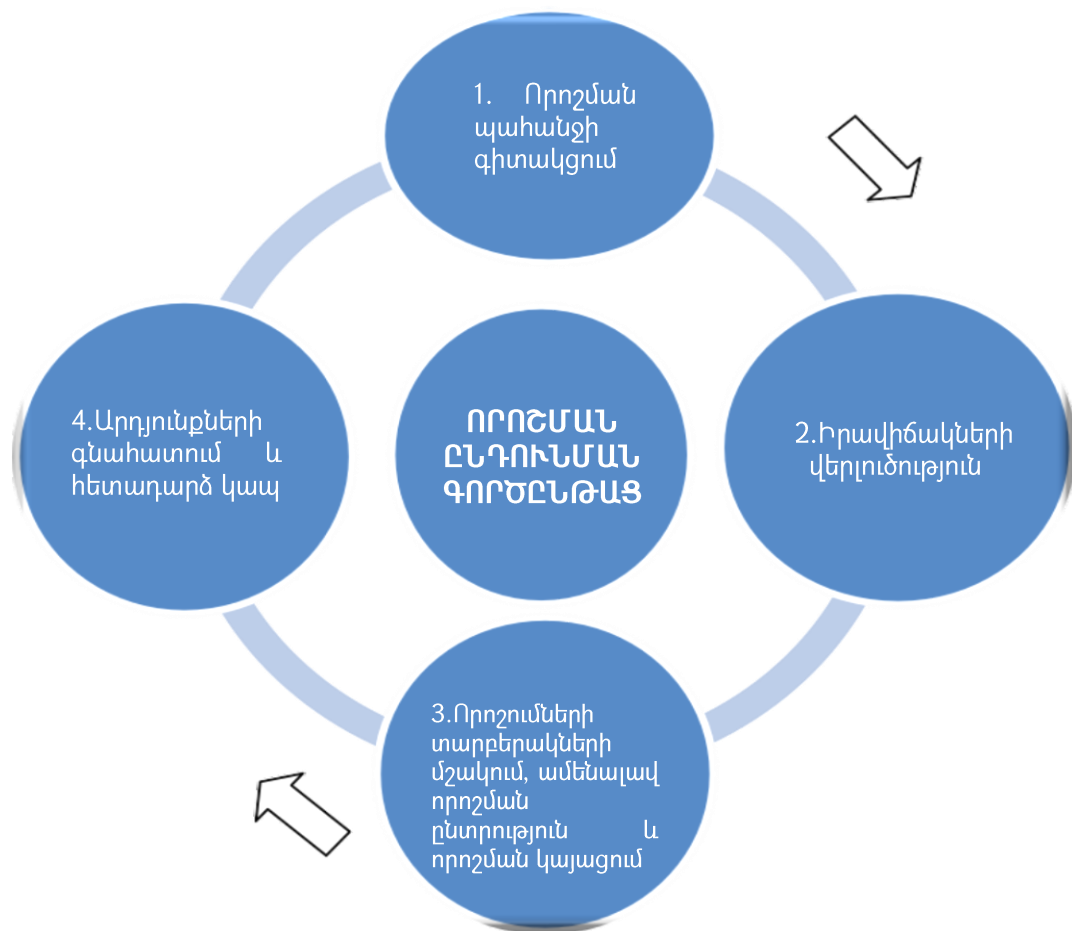 1. Որոշման
պահանջի
գիտակցում
4.Արդյունքների
գնահատում և
հետադարձ կապ
ՈՐՈՇՄԱՆ
ԸՆԴՈՒՆՄԱՆ
ԳՈՐԾԸՆԹԱՑ
2.Իրավիճակների
վերլուծություն
3.Որոշումների
տարբերակների
մշակում, ամենալավ
որոշման
ընտրություն և
որոշման կայացում